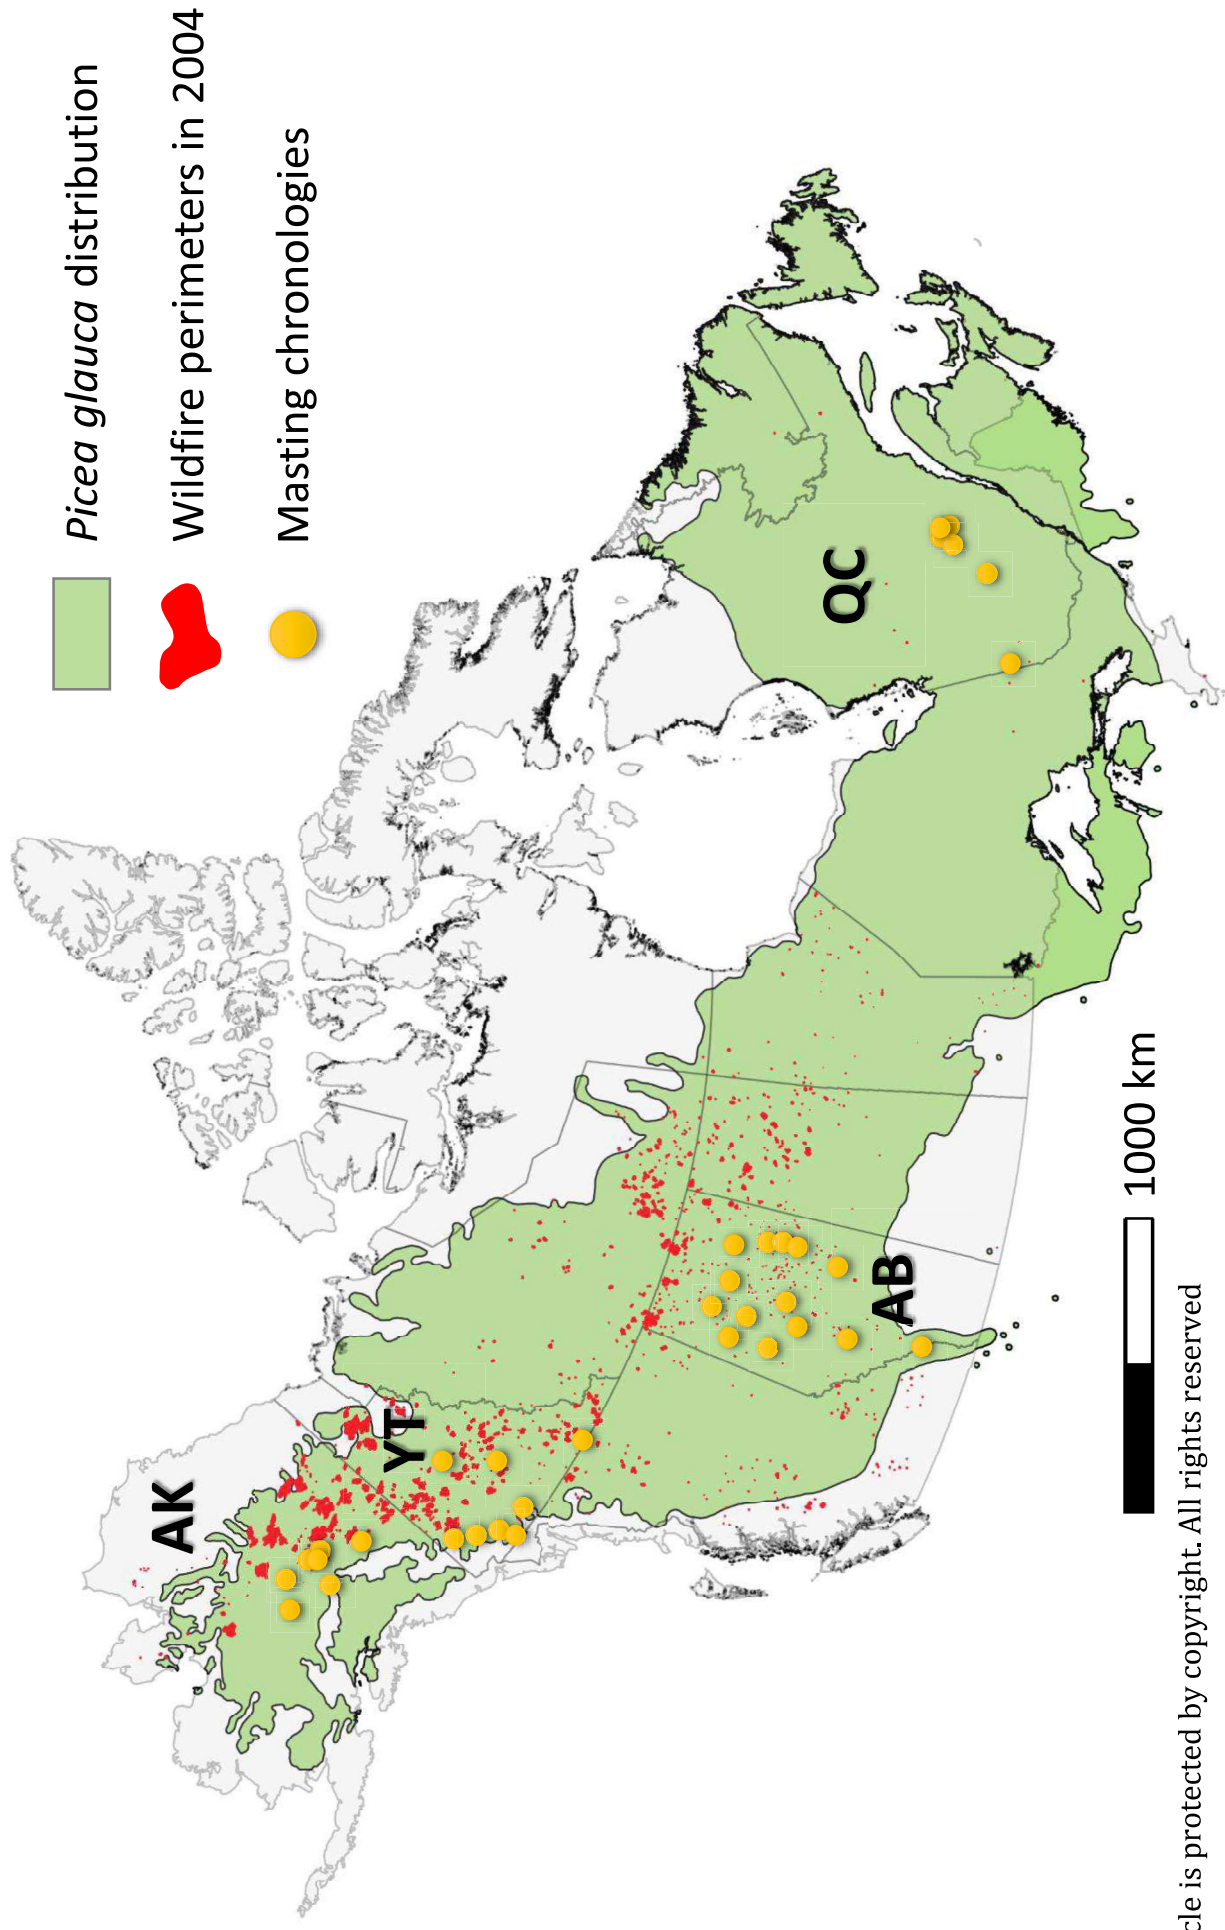 Picea glauca distribution
Wildfire perimeters in 2004
Masting chronologies
AK
YT
QC
AB
1000 km
cle is protected by copyright. All rights reserved